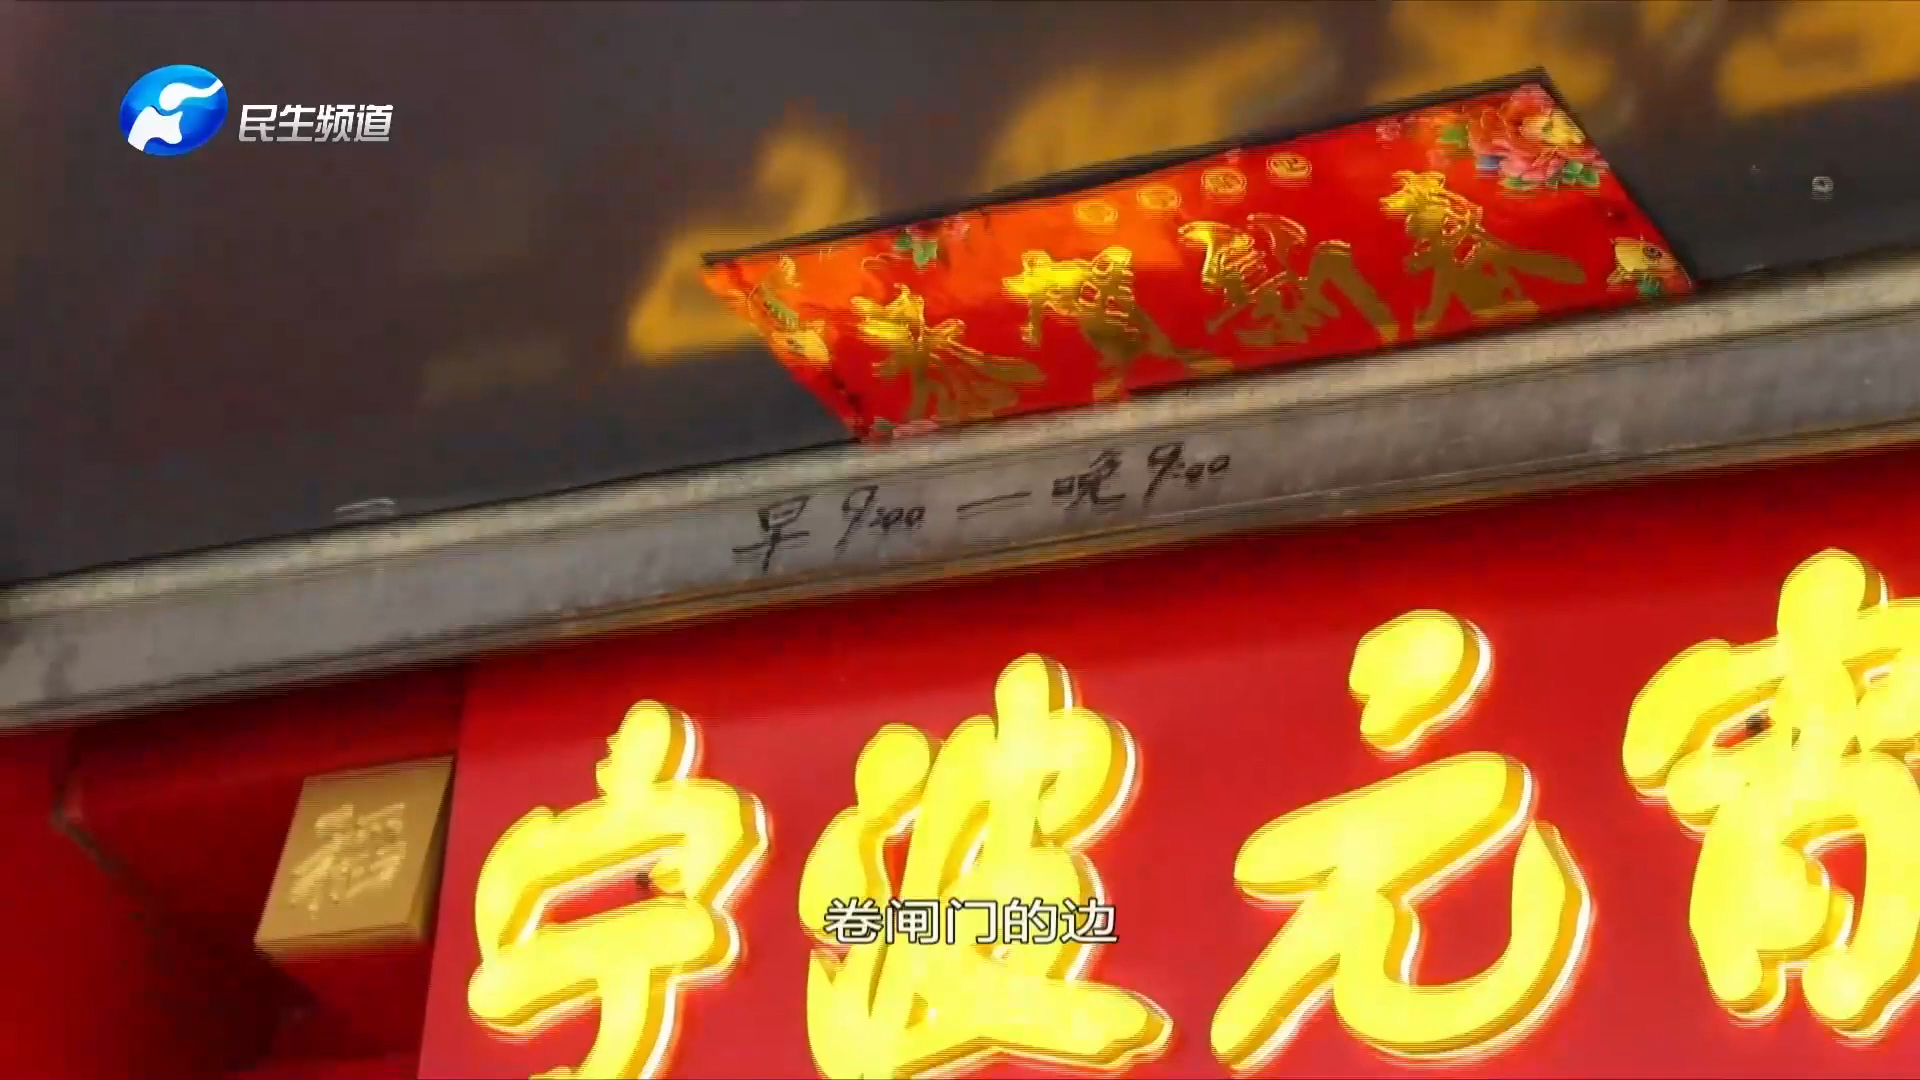 民生频道
恭贺新春
早9:00—晚9:00
宁波元宵
福
卷闸门的边